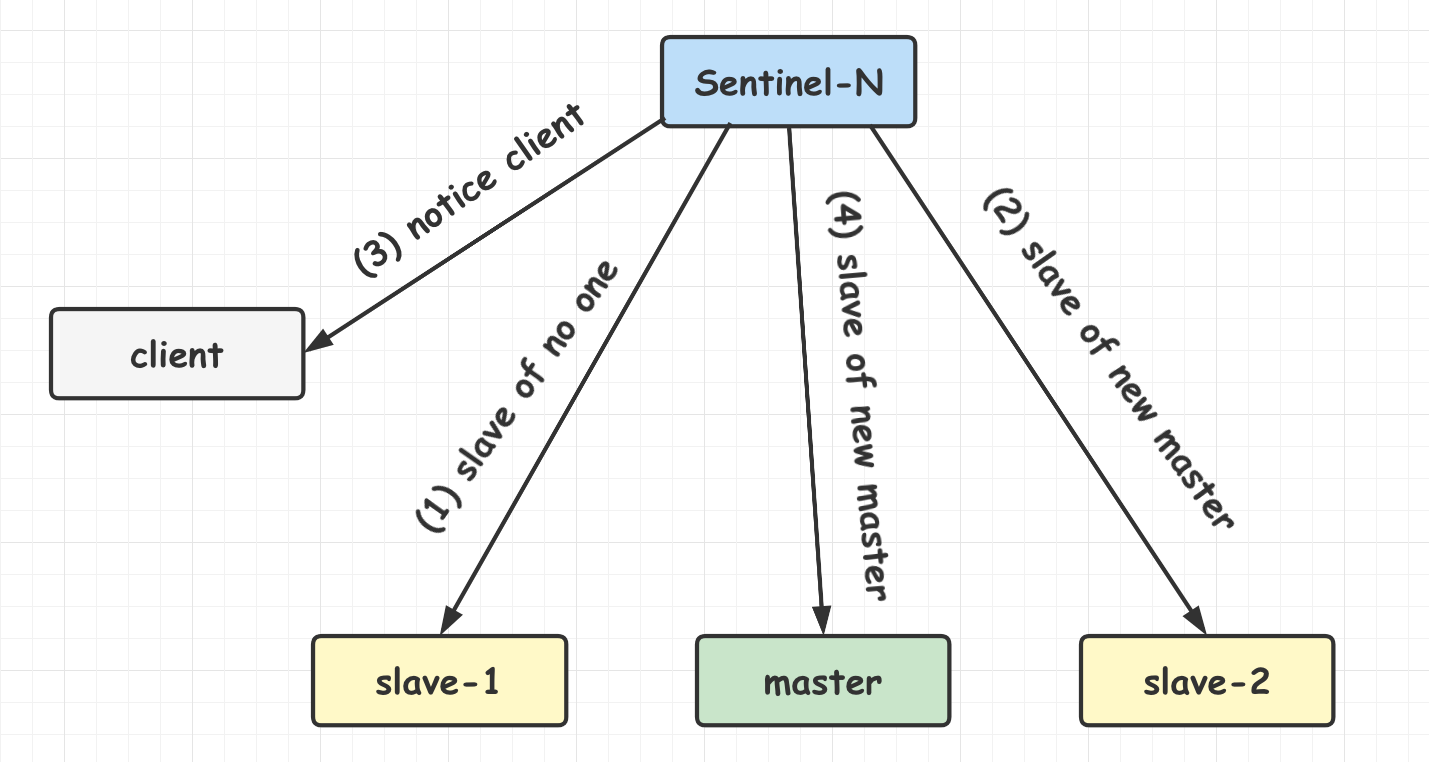 Sentinel-N
(3) notice client
(1) slave of no one
(4) slave of new master
(2) slave of new master
client
slave-1
master
slave-2